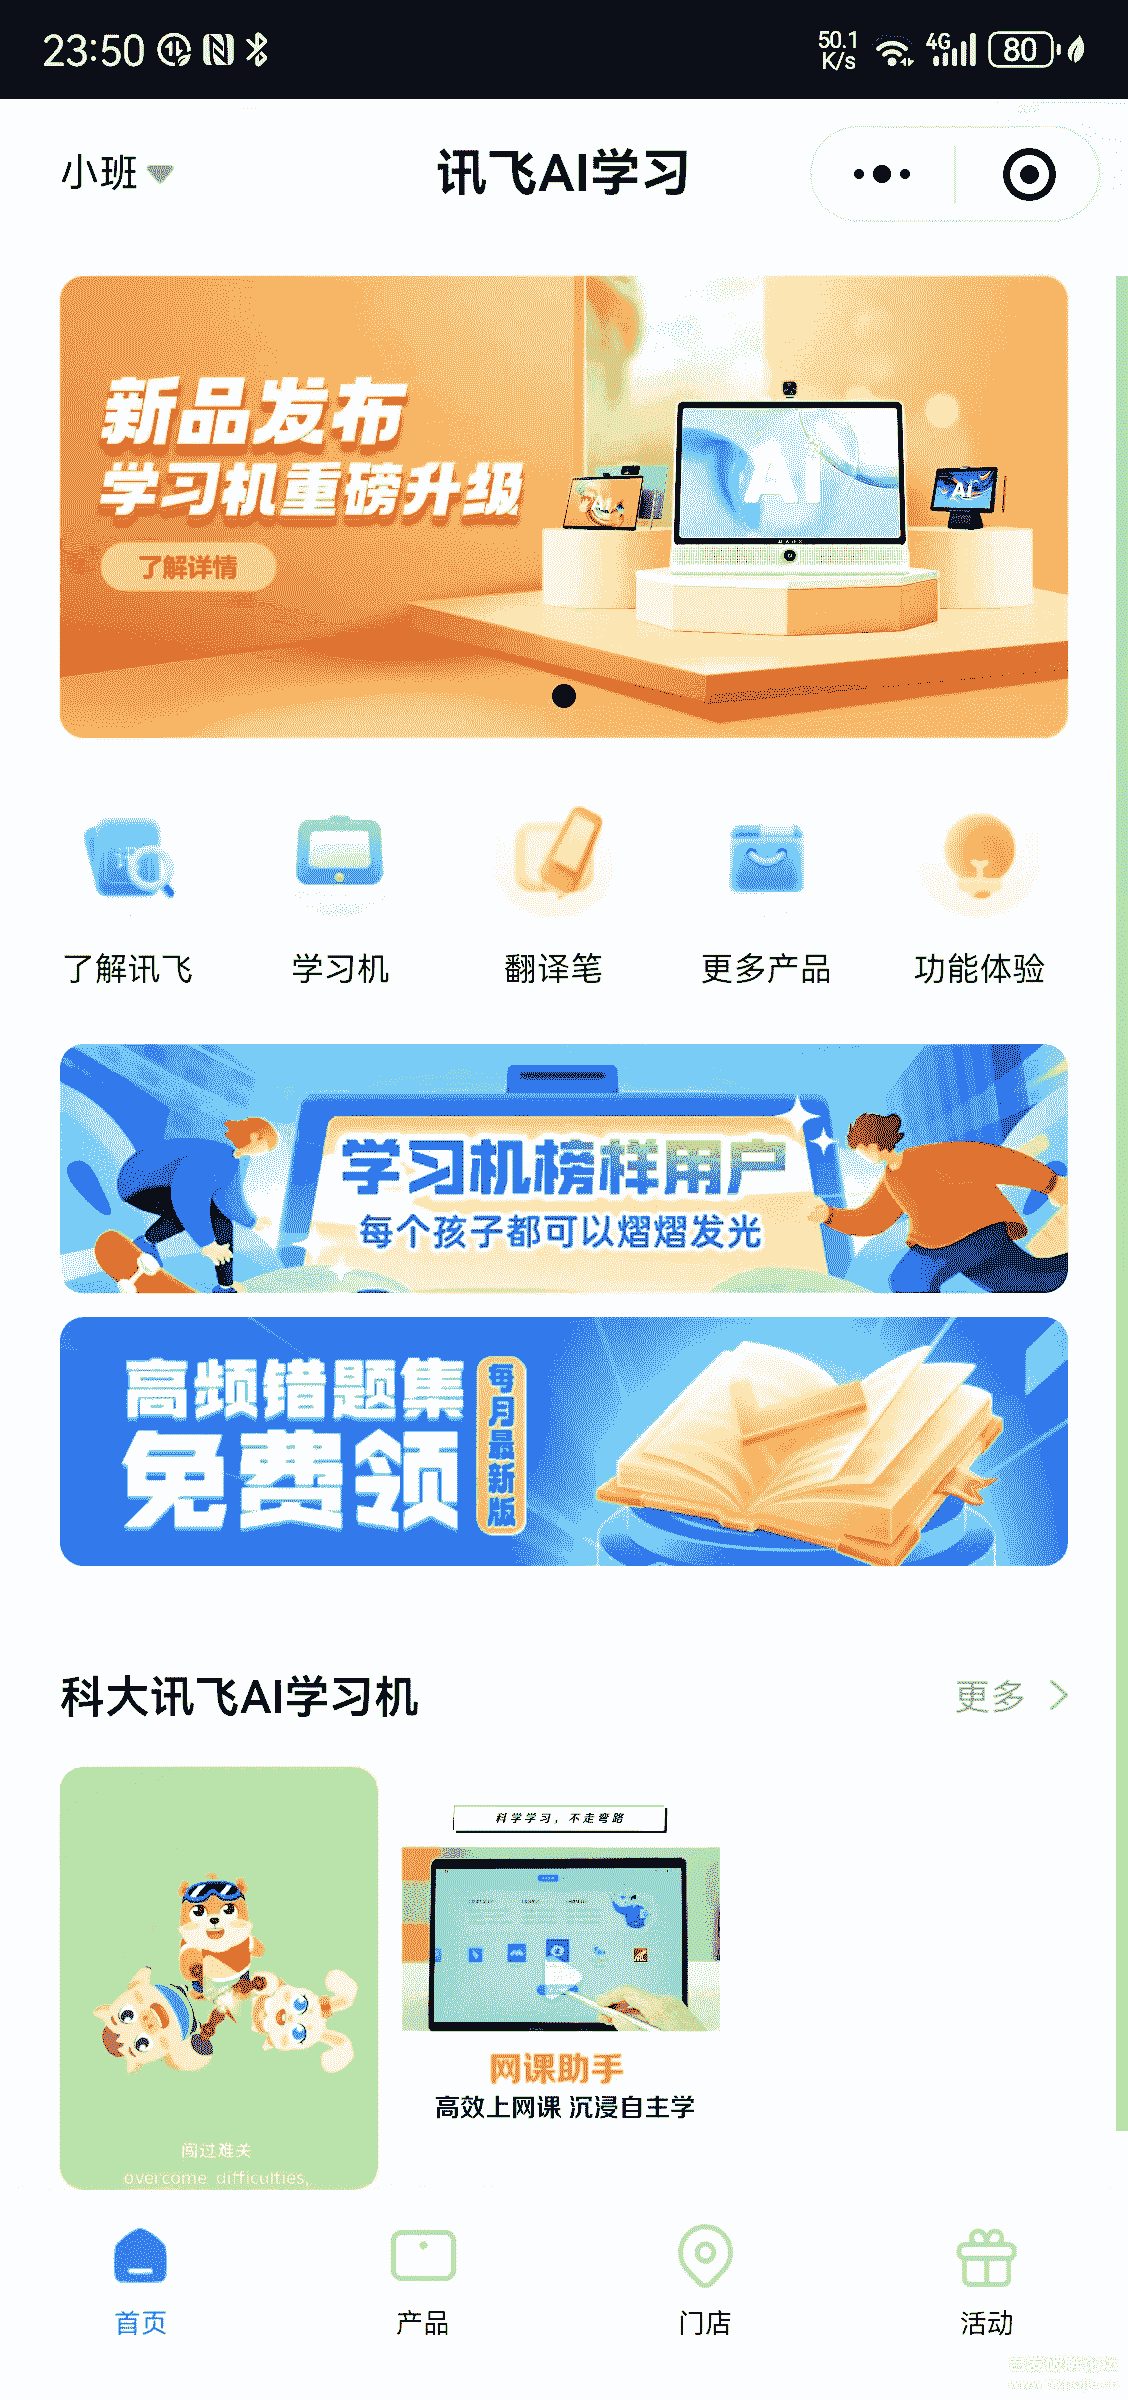 23:50
50.1
K/s
4G
80
小班
讯飞AI学习
新品发布
学习机重磅升级
了解详情
AI
AI
AI
了解讯飞
学习机
翻译笔
更多产品
功能体验
学习机榜样用户
每个孩子都可以熠熠发光
高频错题集
免费领
每月最新版
科大讯飞AI学习机
更多
科学学习，不走弯路
网课助手
高效上网课 沉浸自主学
闯过难关
overcome difficulties,
首页
产品
门店
活动